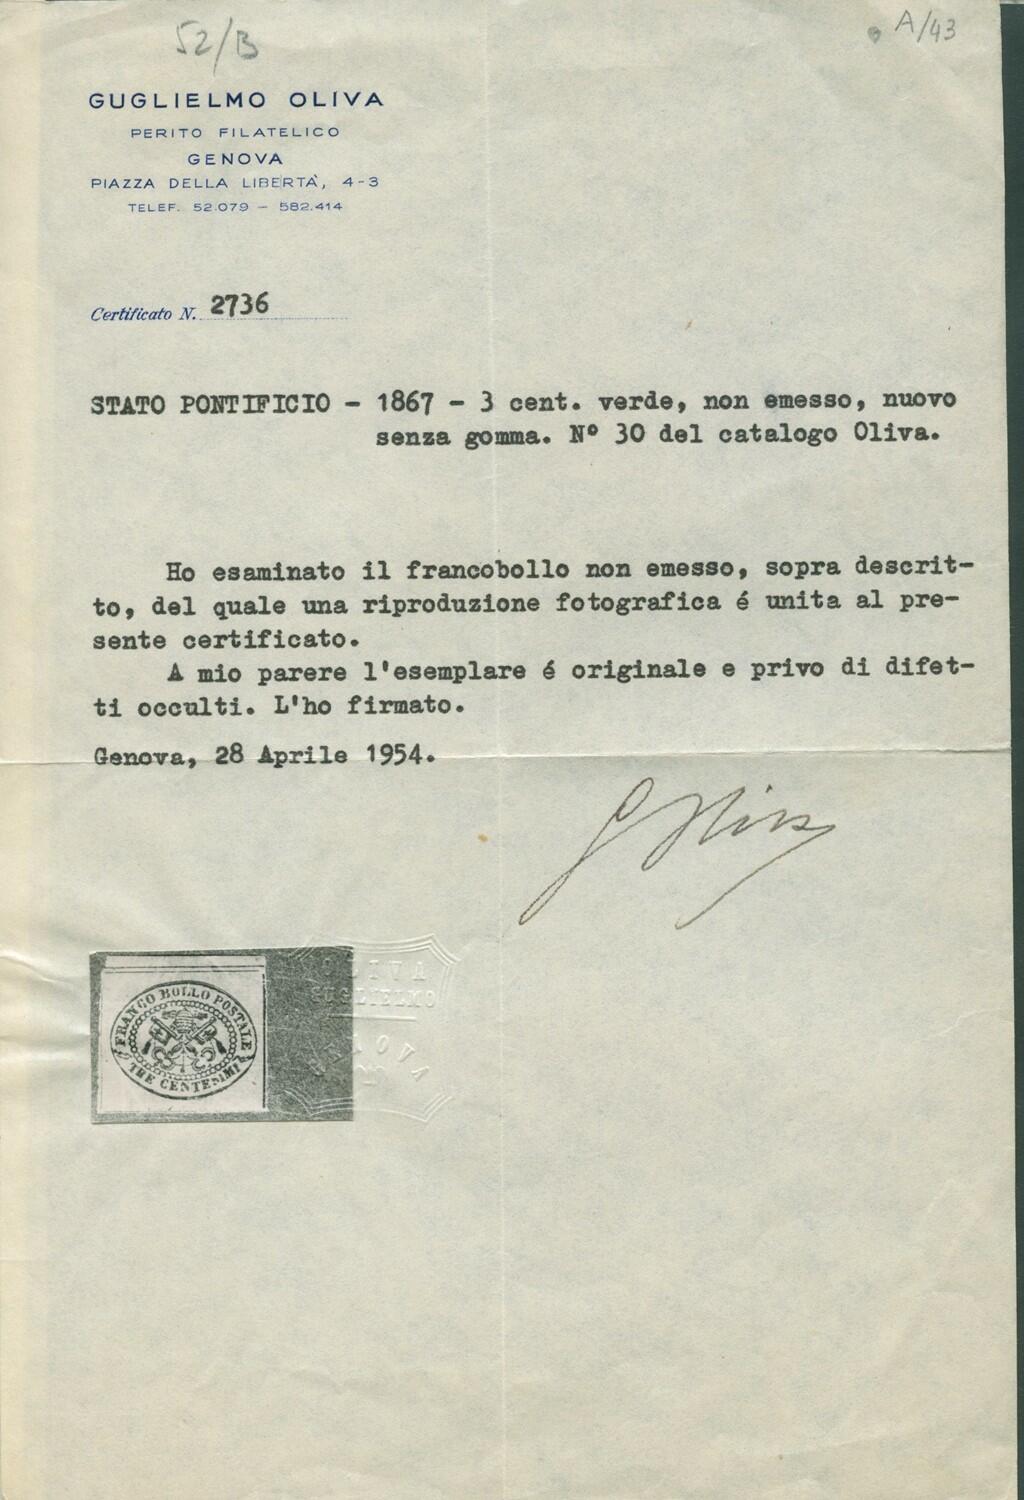 52/B
A/43
GUGLIELMO OLIVA
PERITO FILATELICO
GENOVA
PIAZZA DELLA LIBERTÀ, 4-3
TELEF. 52.079 - 582.414
Certificato N. 2736
STATO PONTIFICIO - 1867 - 3 cent. verde, non emesso, nuovo
senza gomma. N° 30 del catalogo Oliva.
Ho esaminato il francobollo non emesso, sopra descrit-
to, del quale una riproduzione fotografica é unita al pre-
sente certificato.
A mio parere l'esemplare é originale e privo di difet-
ti occulti. L'ho firmato.
Genova, 28 Aprile 1954.
G Oliva
OLIVA
GUGLIELMO
GENOVA
FRANCO BOLLO POSTALE
TRE CENTESIMI